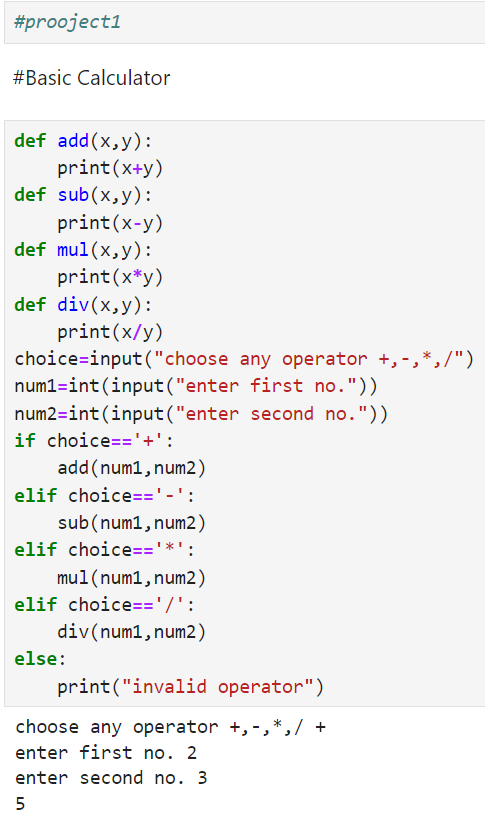 #prooject1
#Basic Calculator
def add(x,y):
    print(x+y)
def sub(x,y):
    print(x-y)
def mul(x,y):
    print(x*y)
def div(x,y):
    print(x/y)
choice=input("choose any operator +,-,*,/")
num1=int(input("enter first no."))
num2=int(input("enter second no."))
if choice=='+':
    add(num1,num2)
elif choice=='-':
    sub(num1,num2)
elif choice=='*':
    mul(num1,num2)
elif choice=='/':
    div(num1,num2)
else:
    print("invalid operator")
choose any operator +,-,*,/ +
enter first no. 2
enter second no. 3
5